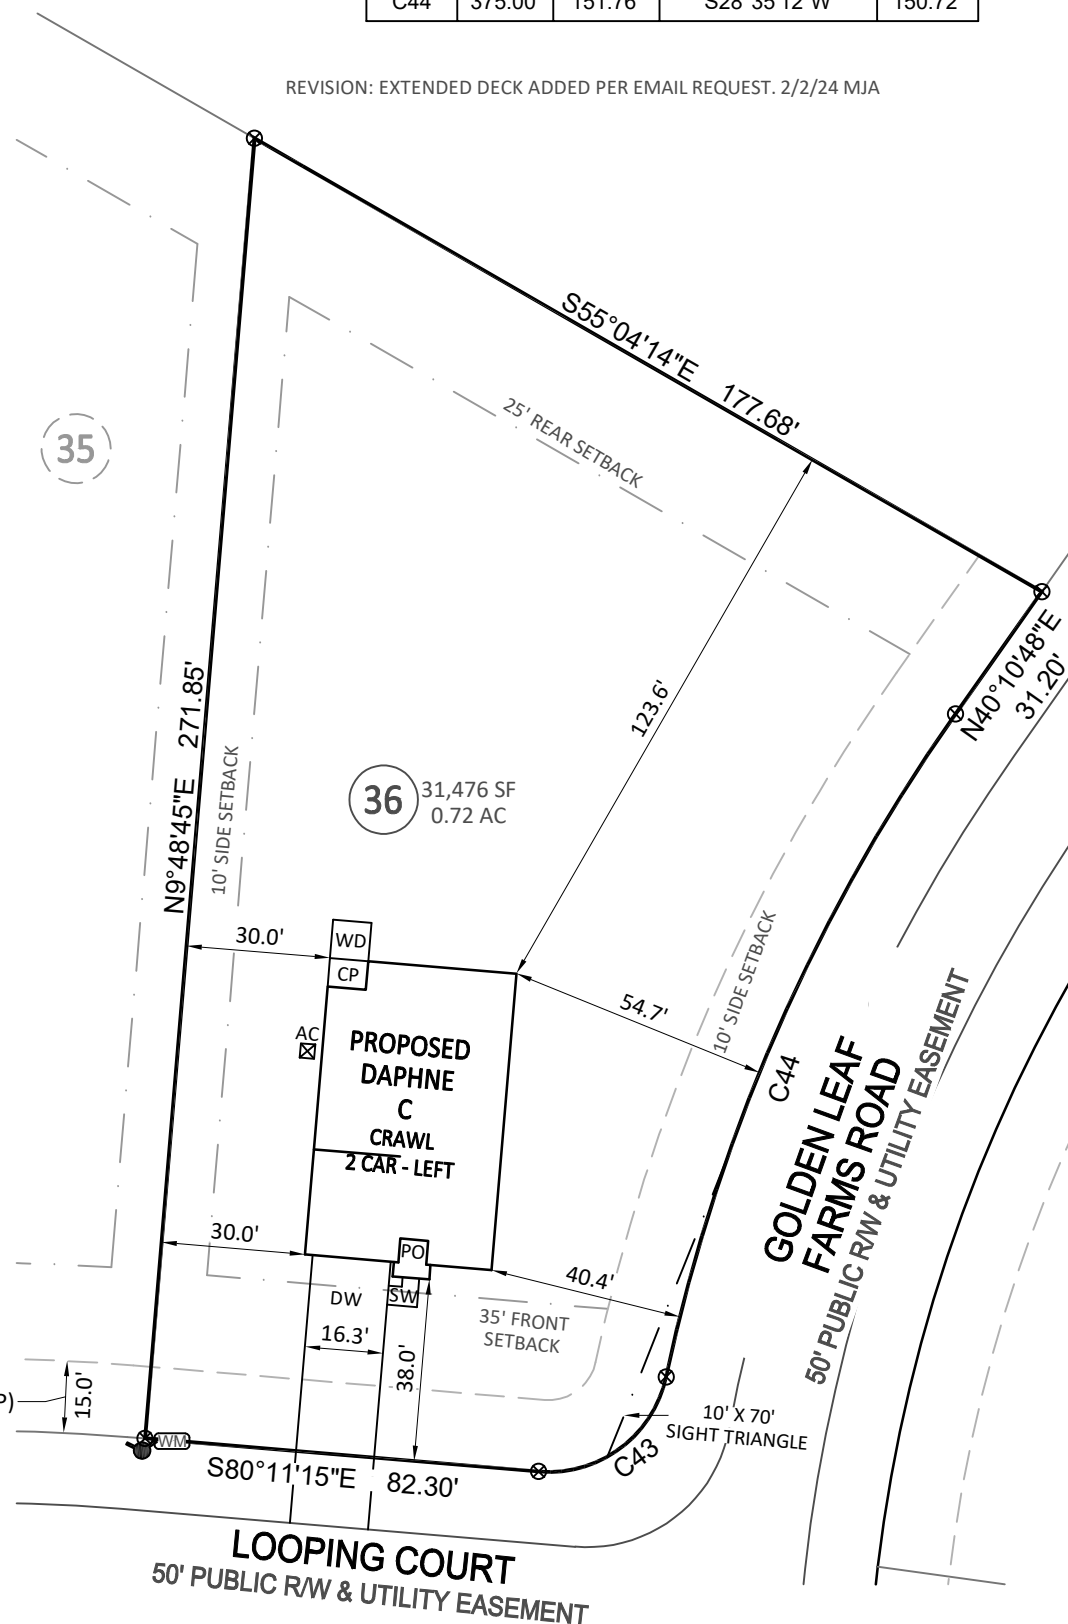 C44 375.00 151.76 S28°35'12"W 150.72
REVISION: EXTENDED DECK ADDED PER EMAIL REQUEST. 2/2/24 MJA
S55°04'14"E 177.68'
25' REAR SETBACK
35
N40°10'48"E
31.20'
123.6'
N9°48'45"E 271.85'
10' SIDE SETBACK
36
31,476 SF
0.72 AC
30.0'
WD
CP
54.7'
10' SIDE SETBACK
AC
PROPOSED
DAPHNE
C
CRAWL
2 CAR - LEFT
C44
GOLDEN LEAF
FARMS ROAD
50' PUBLIC R/W & UTILITY EASEMENT
30.0'
PO
40.4'
DW
SW
35' FRONT
SETBACK
16.3'
38.0'
15.0'
P)
10' X 70'
SIGHT TRIANGLE
WM
C43
S80°11'15"E 82.30'
LOOPING COURT
50' PUBLIC R/W & UTILITY EASEMENT